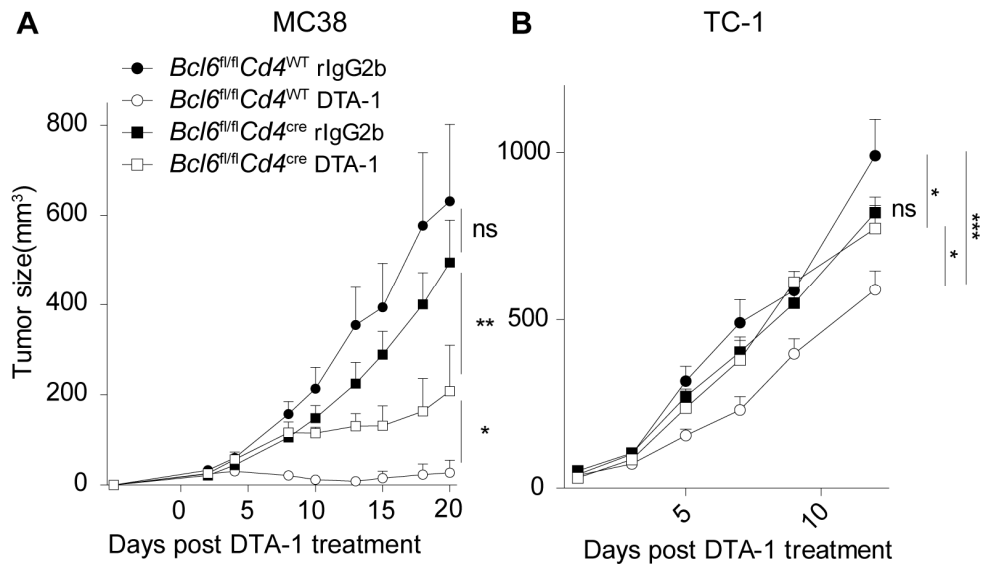 A
MC38
Bcl6fl/flCd4WT rIgG2b
Bcl6fl/flCd4WT DTA-1
Bcl6fl/flCd4cre rIgG2b
Bcl6fl/flCd4cre DTA-1
Tumor size(mm3)
800
600
400
200
0
ns
**
*
0
5
10
15
20
Days post DTA-1 treatment
B
TC-1
1000
500
0
ns
*
*
***
5
10
Days post DTA-1 treatment